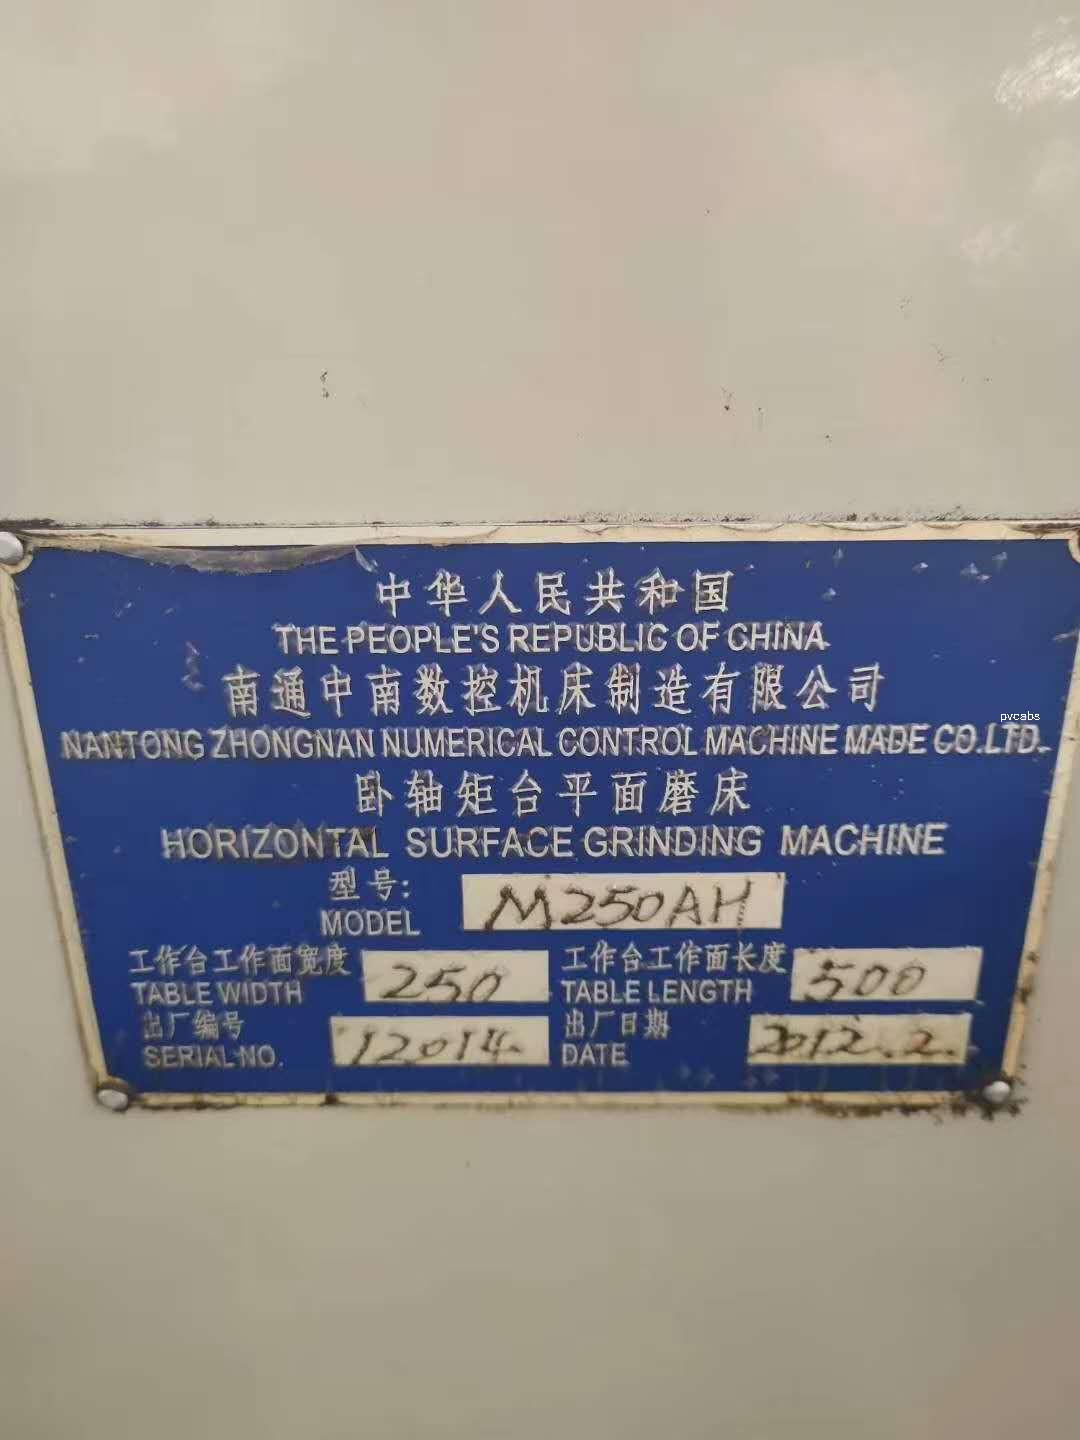 中华人民共和国
THE PEOPLE'S REPUBLIC OF CHINA
南通中南数控机床制造有限公司
pvcabs
NANTONG ZHONGNAN NUMERICAL CONTROL MACHINE MADE CO.LTD.
卧轴矩台平面磨床
HORIZONTAL SURFACE GRINDING MACHINE
型号:
MODEL M250AH
工作台工作面宽度 工作台工作面长度
TABLE WIDTH 250 TABLE LENGTH 500
出厂编号 出厂日期
SERIAL NO. 12014. DATE 2012.2.